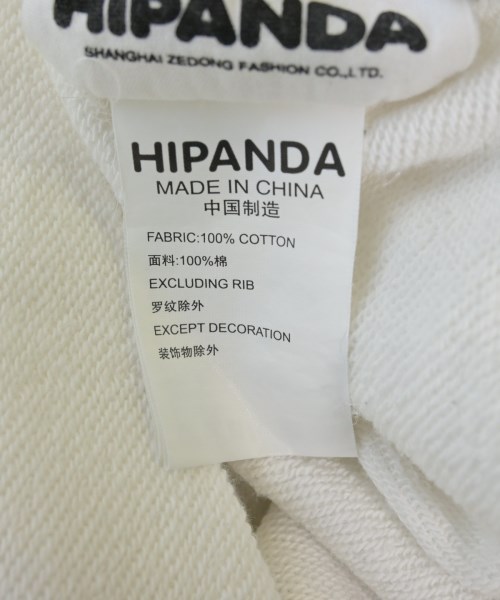 HIPANDA
SHANGHAI ZEDONG FASHION CO.,LTD.
HIPANDA
MADE IN CHINA
中国制造
FABRIC:100% COTTON
面料:100%棉
EXCLUDING RIB
罗纹除外
EXCEPT DECORATION
装饰物除外